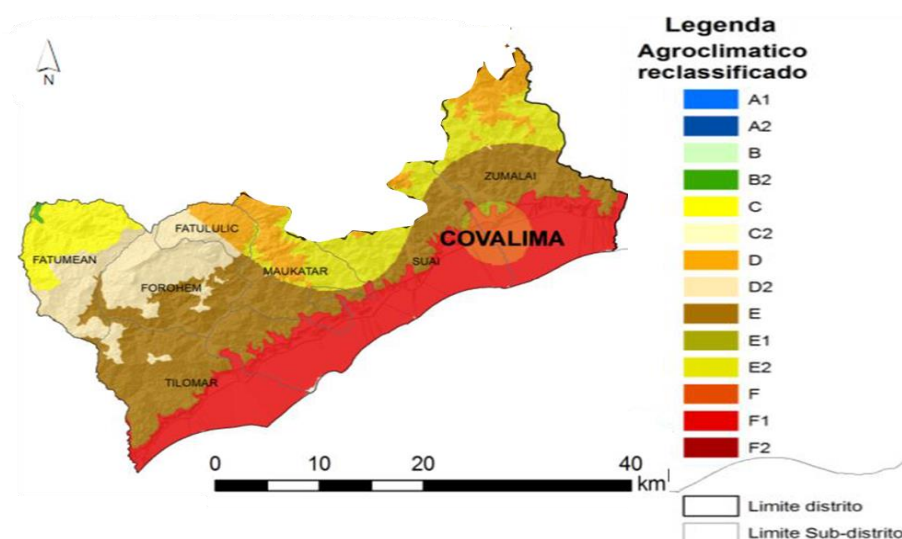 N
FATUMEAN
FATULULIC
FOROHEM
MAUKATAR
TILOMAR
SUAI
ZUMALAI
COVALIMA
0 10 20 40
km
Legenda
Agroclimatico
reclassificado
A1
A2
B
B2
C
C2
D
D2
E
E1
E2
F
F1
F2
Limite distrito
Limite Sub-distrito